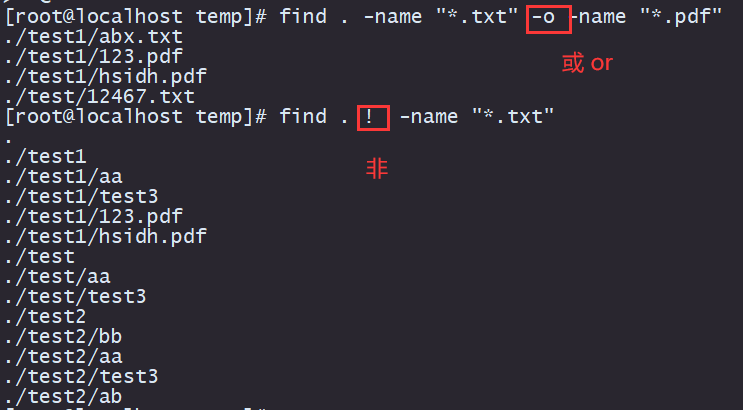 [root@localhost temp]# find . -name "*.txt" -o -name "*.pdf"
./test1/abx.txt
./test1/123.pdf
./test1/hsidh.pdf
./test/12467.txt
或 or
[root@localhost temp]# find . ! -name "*.txt"
.
./test1
./test1/aa
./test1/test3
./test1/123.pdf
./test1/hsidh.pdf
./test
./test/aa
./test/test3
./test2
./test2/bb
./test2/aa
./test2/test3
./test2/ab
非